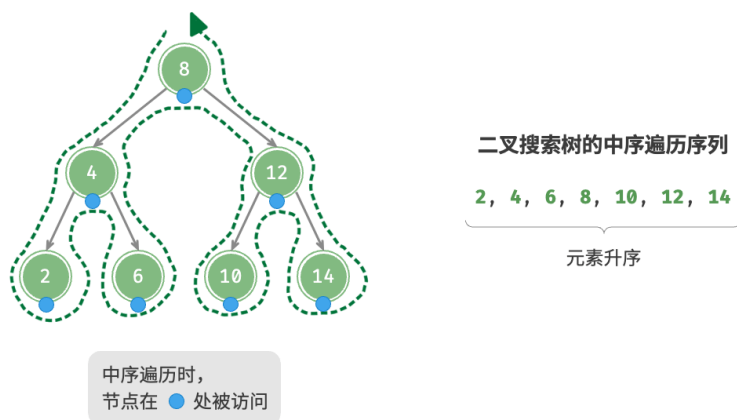 8
4
12
2
6
10
14
二叉搜索树的中序遍历序列
2, 4, 6, 8, 10, 12, 14
元素升序
中序遍历时，
节点在 处被访问